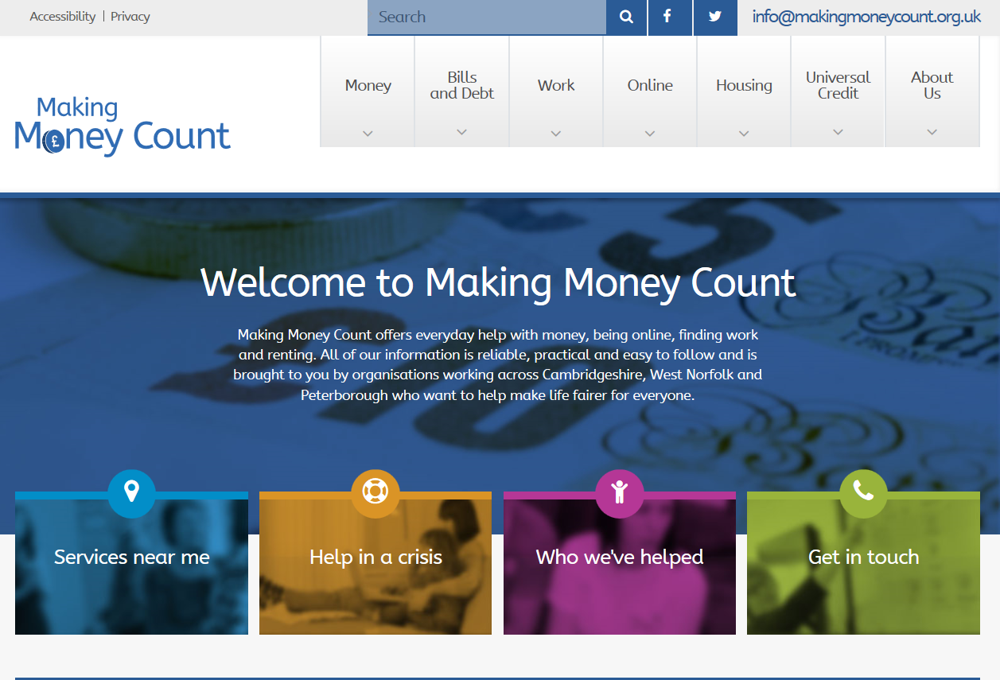 Accessibility | Privacy
Search
info@makingmoneycount.org.uk
Making
Money Count
£
Money
Bills
and Debt
Work
Online
Housing
Universal
Credit
About
Us
Welcome to Making Money Count
Making Money Count offers everyday help with money, being online, finding work
and renting. All of our information is reliable, practical and easy to follow and is
brought to you by organisations working across Cambridgeshire, West Norfolk and
Peterborough who want to help make life fairer for everyone.
£10
Services near me
Help in a crisis
Who we've helped
Get in touch